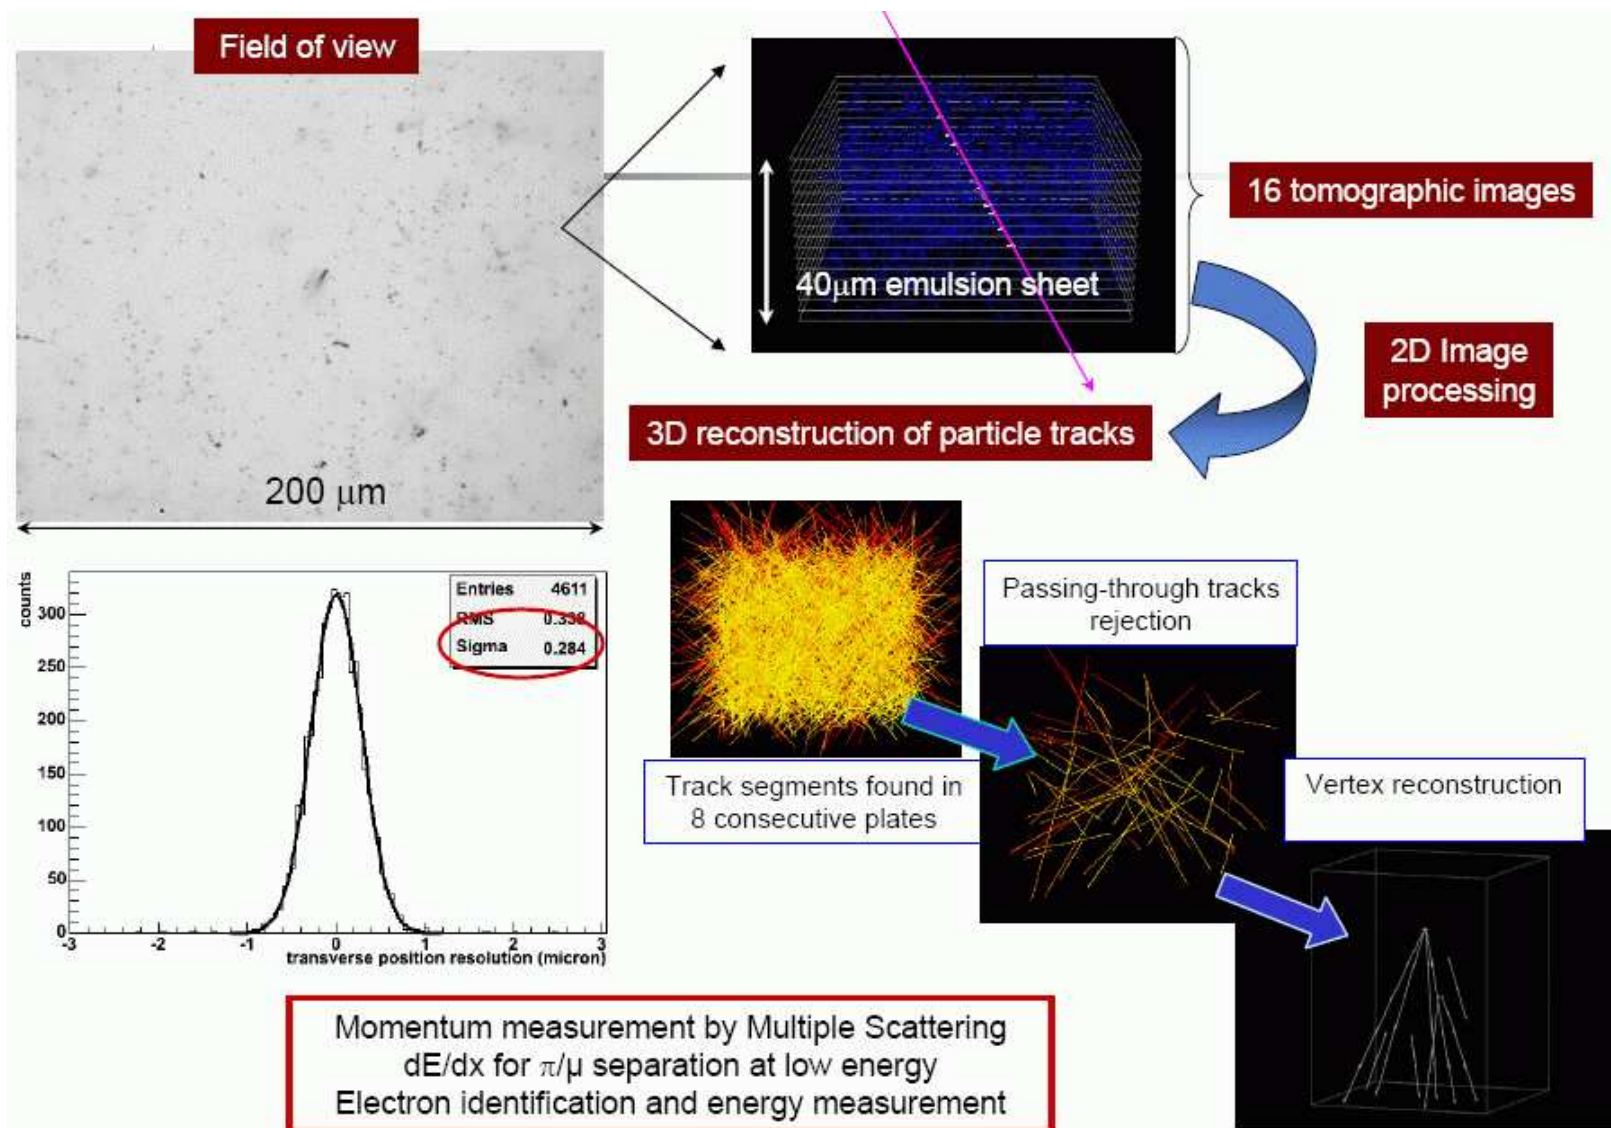 Field of view
16 tomographic images
40μm emulsion sheet
2D Image
processing
3D reconstruction of particle tracks
200 μm
counts
Entries 4611
RMS 0.338
Sigma 0.284
300
250
200
150
100
50
0
-3 -2 -1 0 1 2 3
transverse position resolution (micron)
Passing-through tracks
rejection
Track segments found in
8 consecutive plates
Vertex reconstruction
Momentum measurement by Multiple Scattering
dE/dx for π/μ separation at low energy
Electron identification and energy measurement